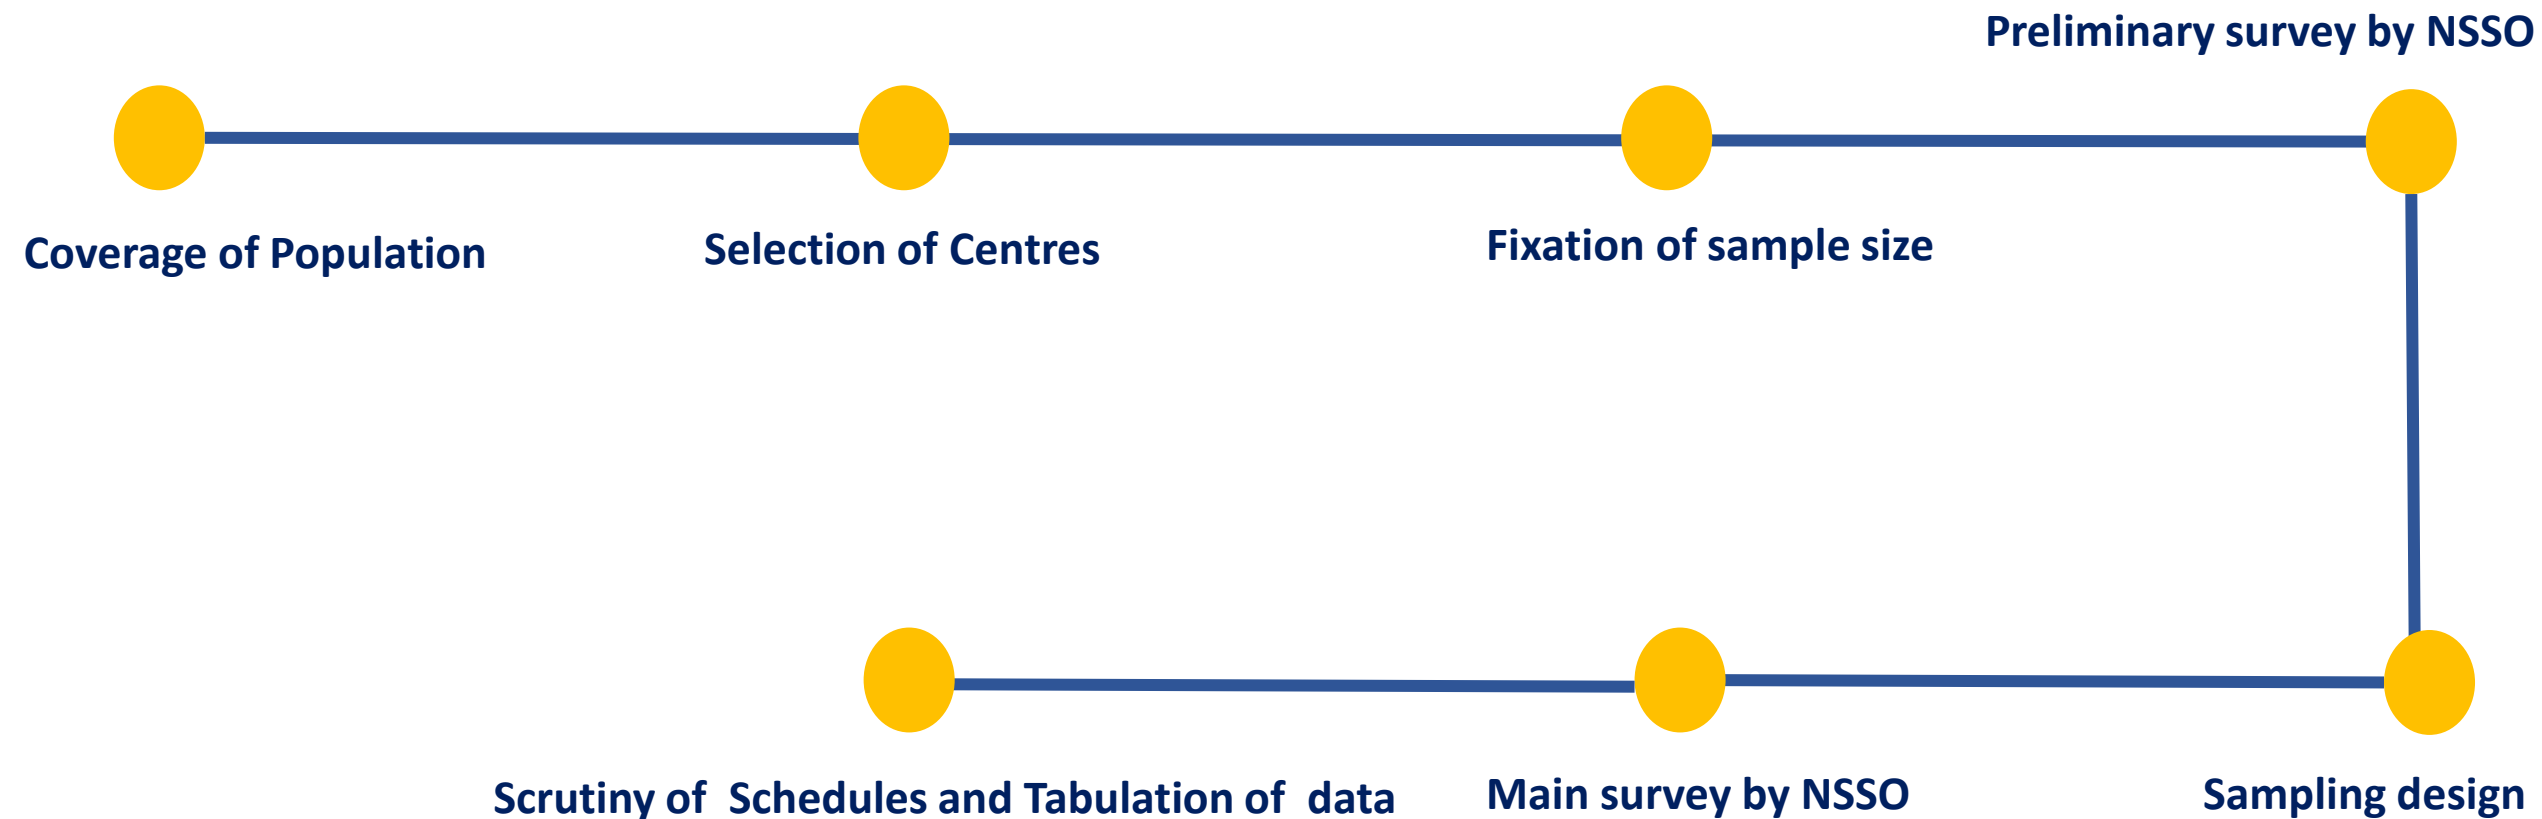 Preliminary survey by NSSO
Coverage of Population
Selection of Centres
Fixation of sample size
Scrutiny of Schedules and Tabulation of data
Main survey by NSSO
Sampling design